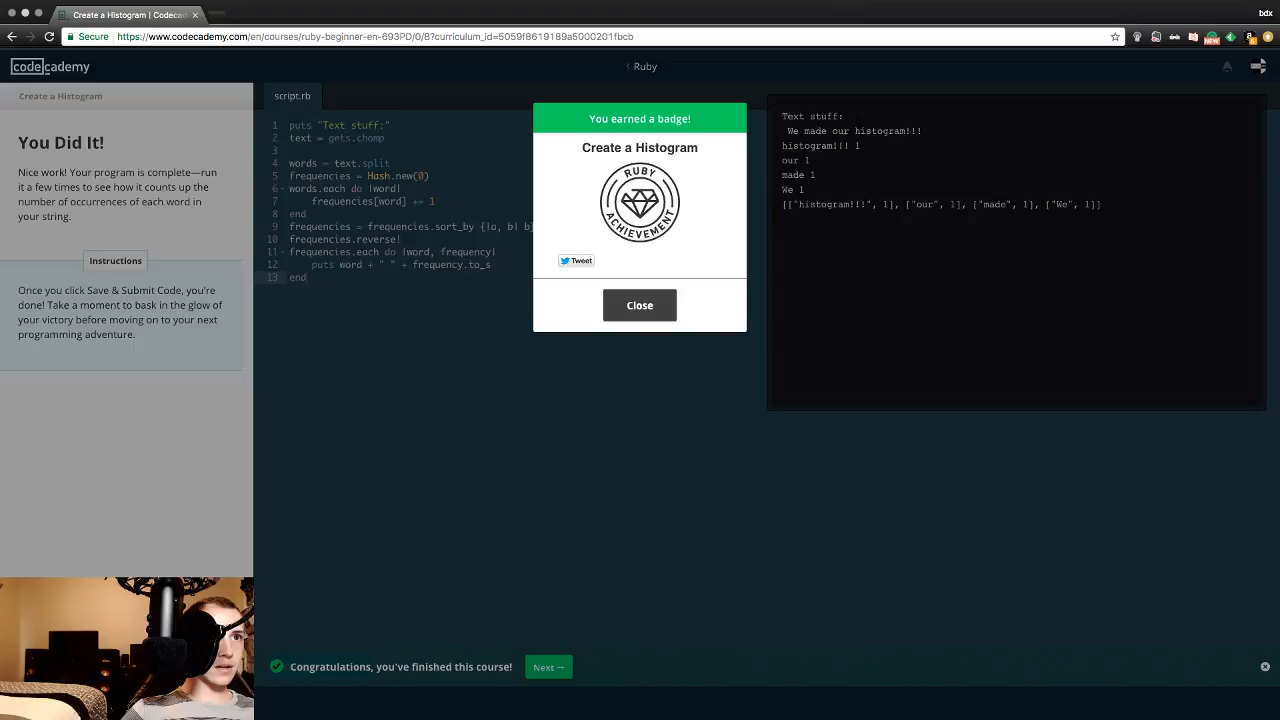 Create a Histogram | Codecad
bdx
Secure https://www.codecademy.com/en/courses/ruby-beginner-en-693PD/0/8?curriculum_id=5059f8619189a5000201fbcb
NEW
codecademy
Ruby
Create a Histogram
script.rb
You Did It!
Nice work! Your program is complete—run
it a few times to see how it counts up the
number of occurrences of each word in
your string.
Instructions
Once you click Save & Submit Code, you're
done! Take a moment to bask in the glow of
your victory before moving on to your next
programming adventure.
1 puts "Text stuff:"
2 text = gets.chomp
3
4 words = text.split
5 frequencies = Hash.new(0)
6 words.each do |word|
7 frequencies[word] += 1
8 end
9 frequencies = frequencies.sort_by {|a, b| b}
10 frequencies.reverse!
11 frequencies.each do |word, frequency|
12 puts word + " " + frequency.to_s
13 end
You earned a badge!
Create a Histogram
RUBY
ACHIEVEMENT
Tweet
Close
Text stuff:
We made our histogram!!!
histogram!!! 1
our 1
made 1
We 1
[["histogram!!!", 1], ["our", 1], ["made", 1], ["We", 1]]
Congratulations, you've finished this course!
Next →